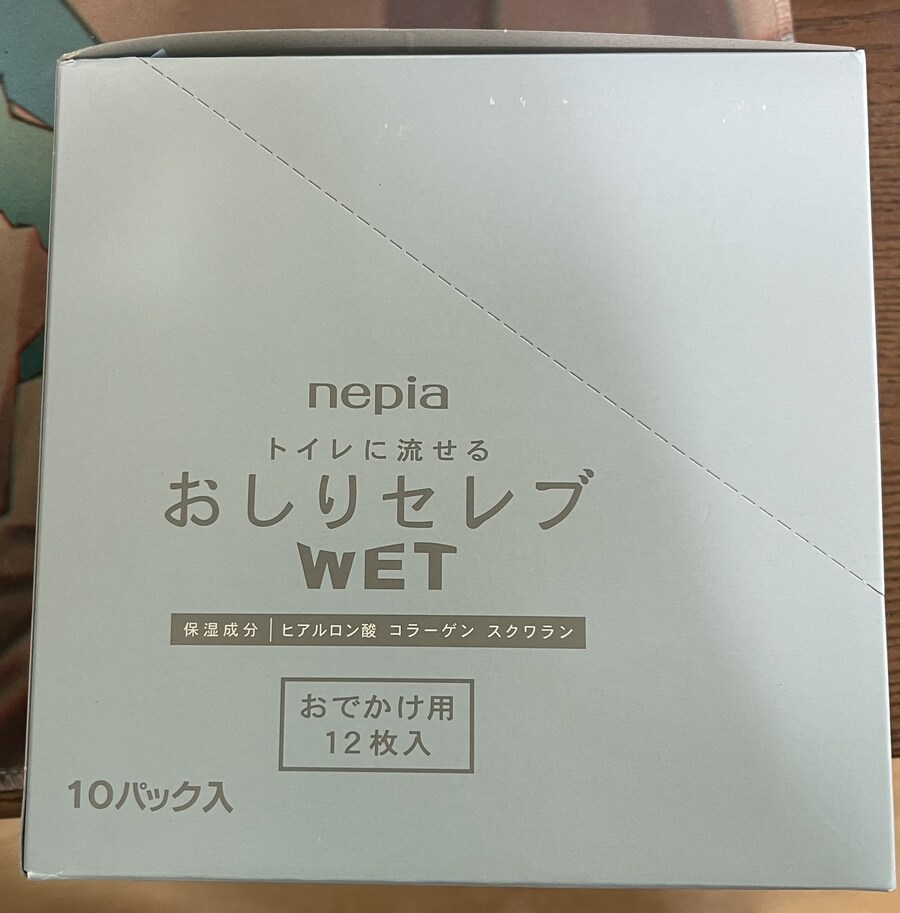 nepia
トイレに流せる
おしりセレブ
WET
保湿成分 | ヒアルロン酸 コラーゲン スクワラン
おでかけ用
12枚入
10パック入